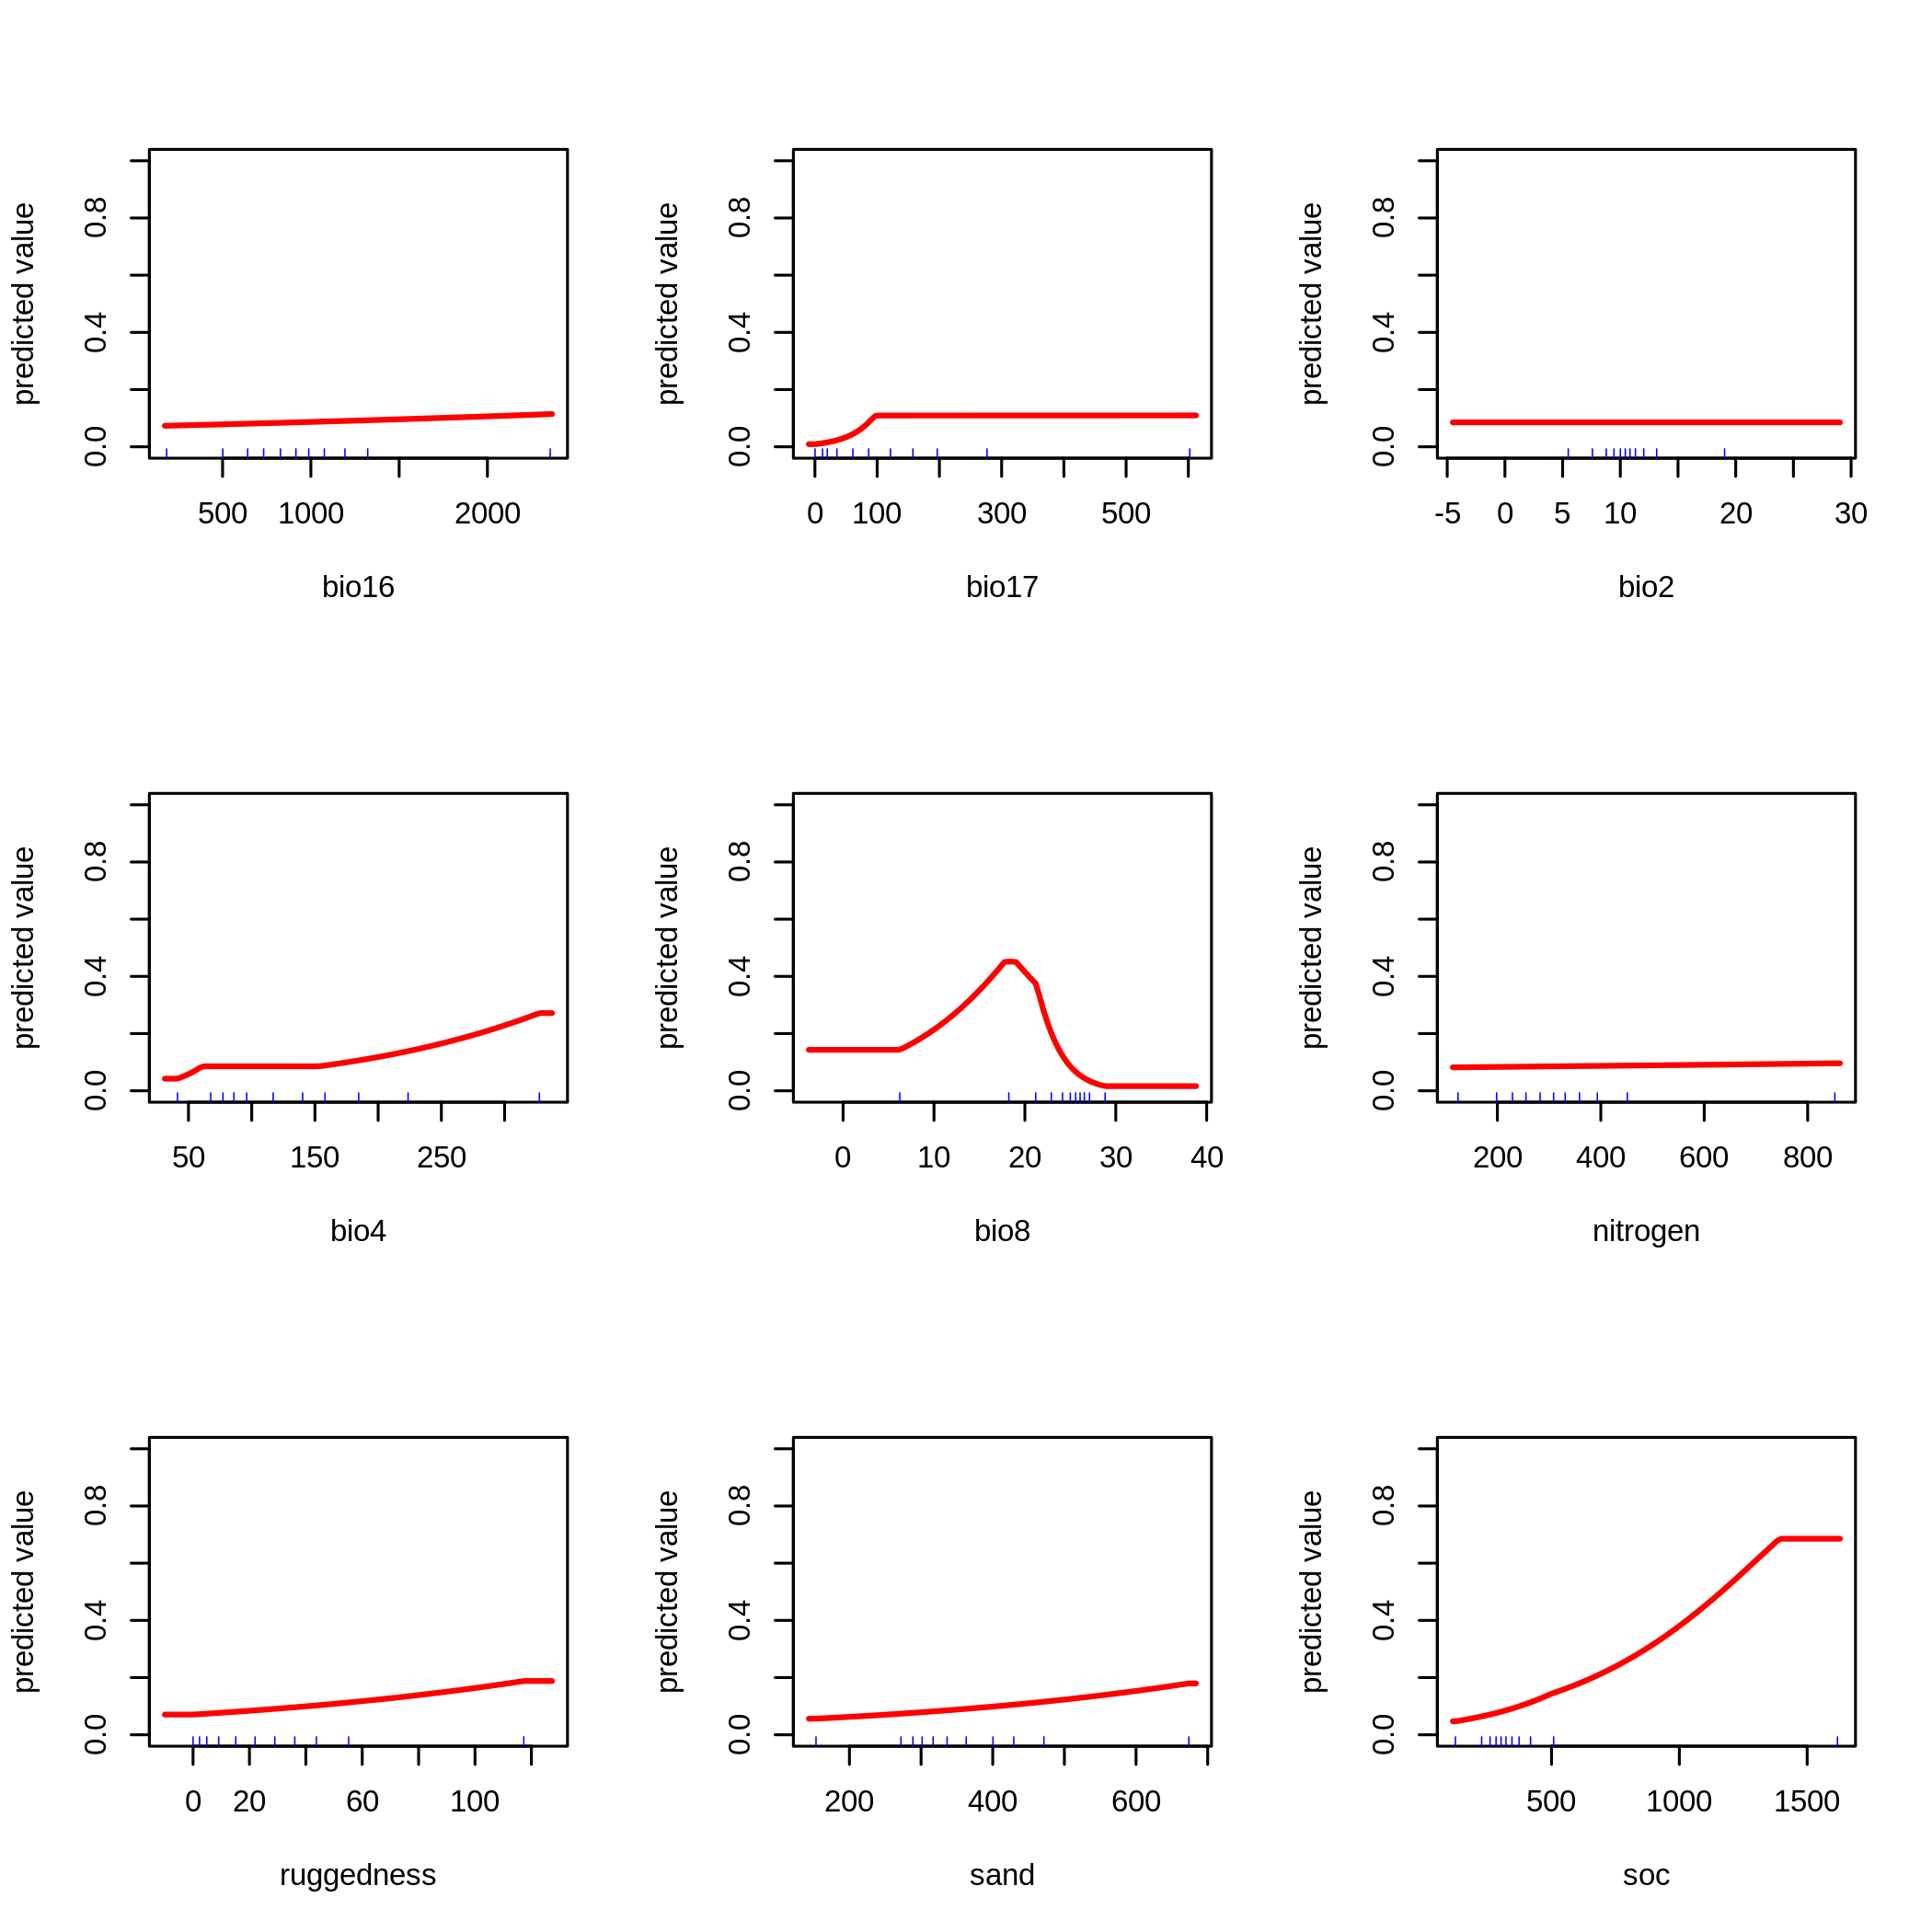 predicted value
0.0 0.4 0.8
500 1000 2000
bio16
predicted value
0.0 0.4 0.8
0 100 300 500
bio17
predicted value
0.0 0.4 0.8
-5 0 5 10 20 30
bio2
predicted value
0.0 0.4 0.8
50 150 250
bio4
predicted value
0.0 0.4 0.8
0 10 20 30 40
bio8
predicted value
0.0 0.4 0.8
200 400 600 800
nitrogen
predicted value
0.0 0.4 0.8
0 20 60 100
ruggedness
predicted value
0.0 0.4 0.8
200 400 600
sand
predicted value
0.0 0.4 0.8
500 1000 1500
soc